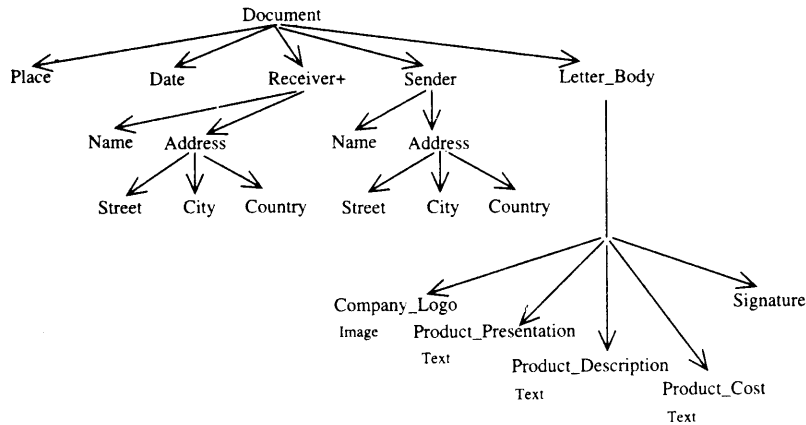 Document
Place Date Receiver+ Sender Letter_Body
Name Address Name Address
Street City Country Street City Country
Company_Logo Signature
Image Product_Presentation
Text
Product_Description
Text Product_Cost
Text